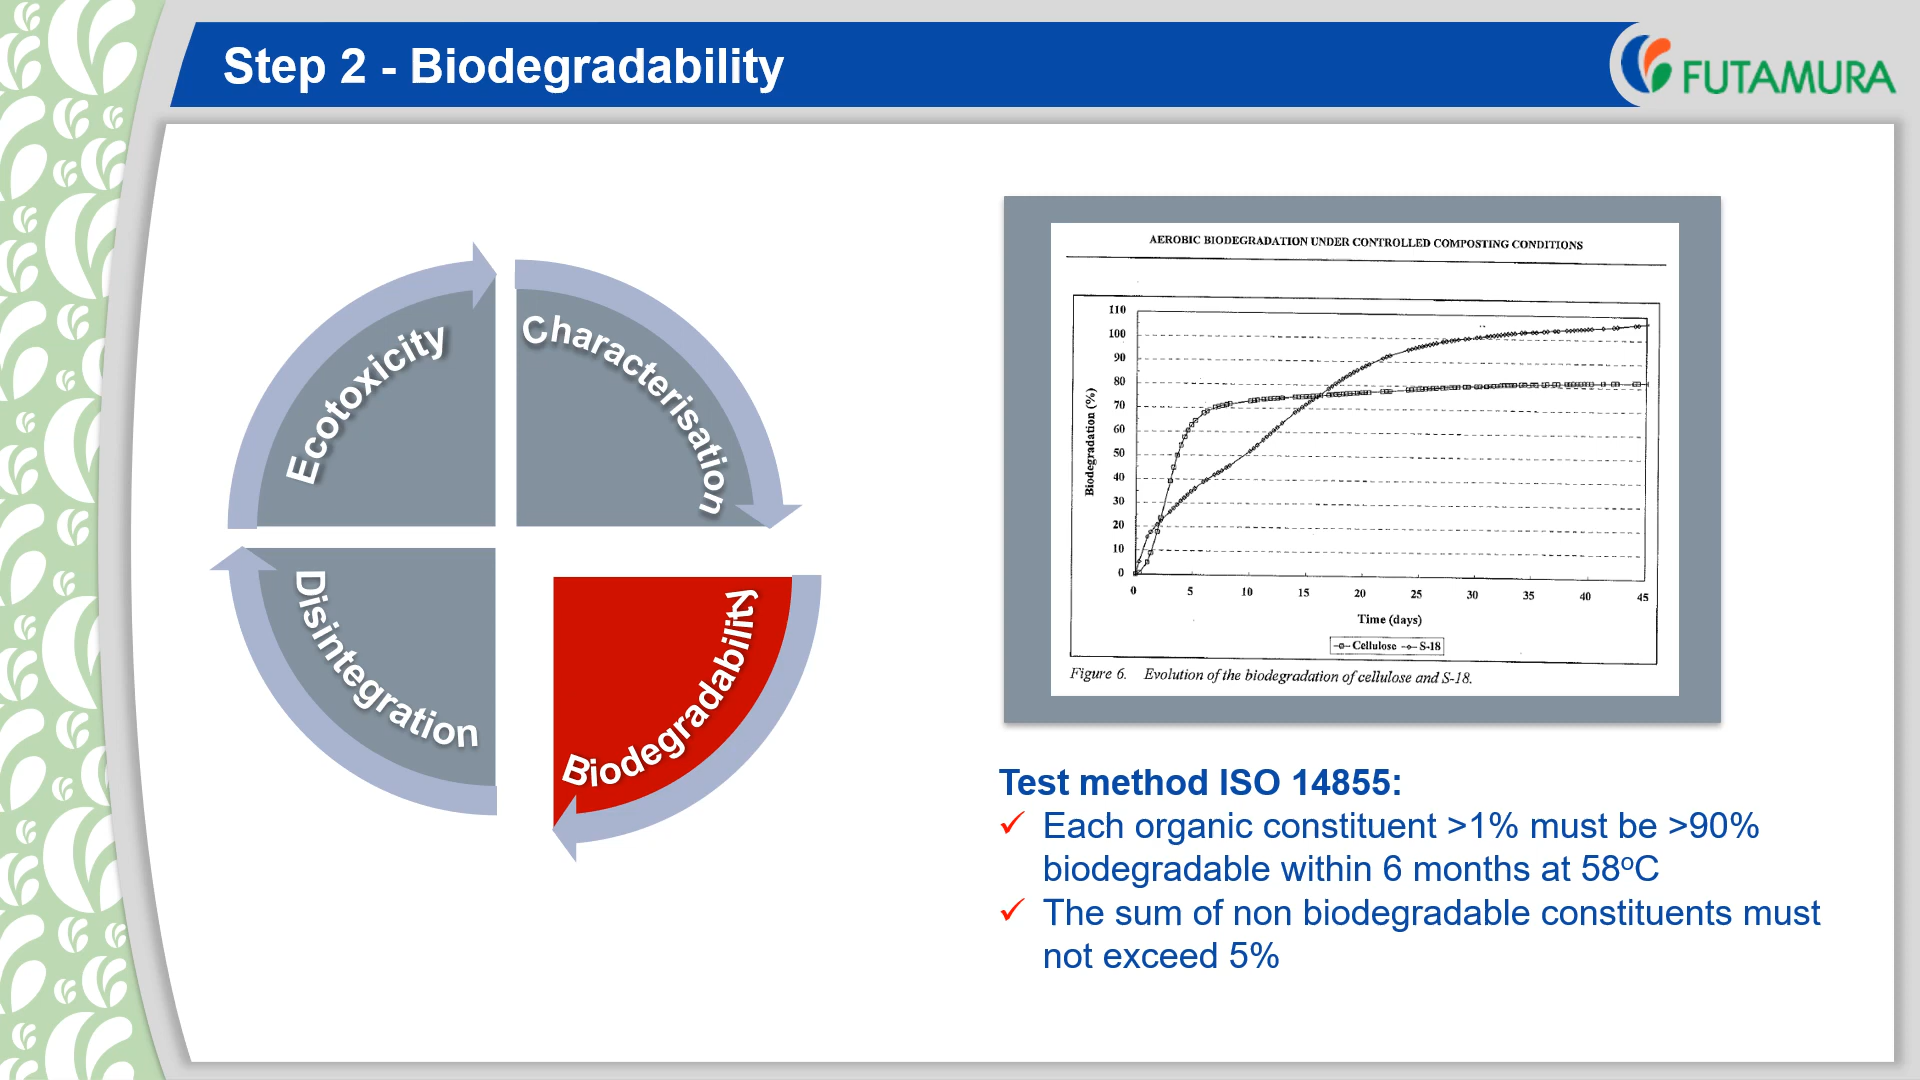 Step 2 - Biodegradability
FUTAMURA
Ecotoxicity
Characterisation
Disintegration
Biodegradability
AEROBIC BIODEGRADATION UNDER CONTROLLED COMPOSTING CONDITIONS
110
100
90
80
70
60
50
40
30
20
10
0
Biodegradation (%)
0 5 10 15 20 25 30 35 40 45
Time (days)
Cellulose S-18
Figure 6. Evolution of the biodegradation of cellulose and S-18.
Test method ISO 14855:
✓ Each organic constituent >1% must be >90%
biodegradable within 6 months at 58ºC
✓ The sum of non biodegradable constituents must
not exceed 5%